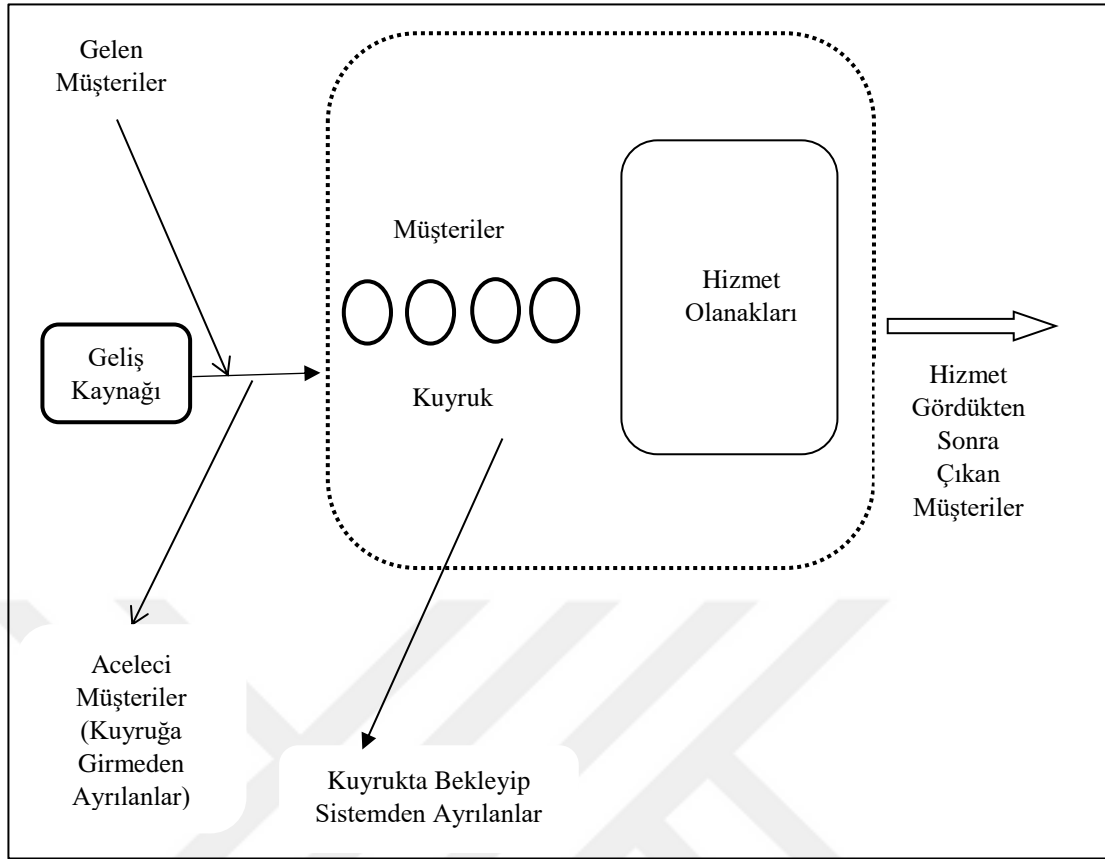 Gelen
Müşteriler
Müşteriler
Hizmet
Olanakları
Geliş
Kaynağı
Kuyruk
Hizmet
Gördükten
Sonra
Çıkan
Müşteriler
Aceleci
Müşteriler
(Kuyruğa
Girmeden
Ayrılanlar)
Kuyrukta Bekleyip
Sistemden Ayrılanlar